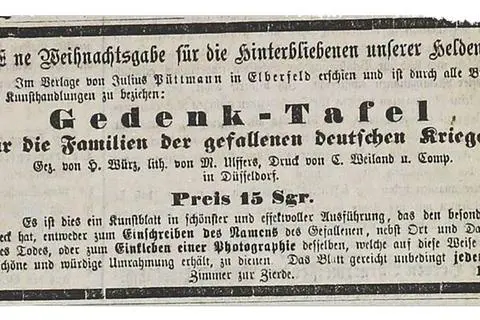 E ne Weihnachtsgabe für die Hinterbliebenen unserer Helden
Im Verlage von Julius Püttmann in Elberfeld erschien und ist durch alle B
Kunsthandlungen zu beziehen:
Gedenk-Tafel
r die Familien der gefallenen deutschen Kriege
Gez. von H. Würz, lith. von M. Ulffers, Druck von C. Weiland u. Comp.
in Düsseldorf.
Preis 15 Sgr.
Es ist dies ein Kunstblatt in schönster und effektvoller Ausführung, das den besond
eck hat, entweder zum Einschreiben des Namens des Gefallenen, nebst Ort und Da
es Todes, oder zum Einkleben einer Photographie desselben, welche auf diese Weise
schöne und würdige Umrahmung erhält, zu dienen. Das Blatt gereicht unbedingt jede
Zimmer zur Zierde.